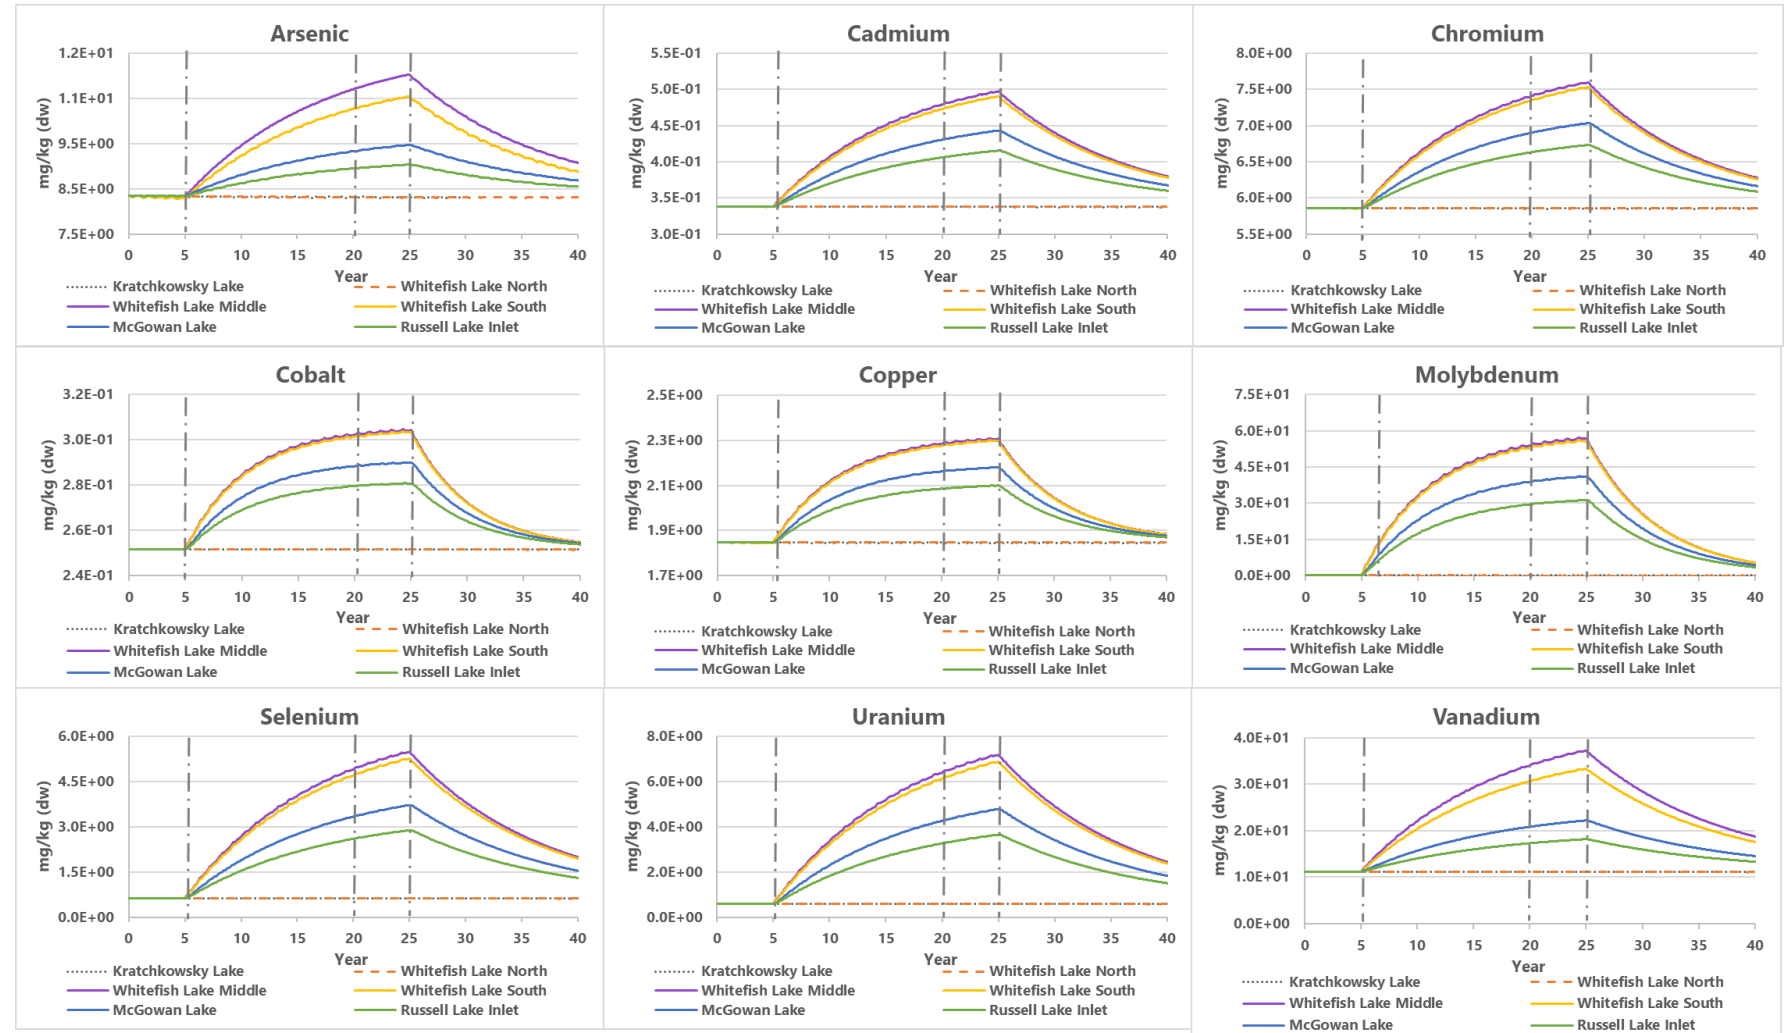 Arsenic
1.2E+01
1.1E+01
9.5E+00
8.5E+00
7.5E+00
mg/kg (dw)
0 5 10 15 20 25 30 35 40
Year
Kratchkowsky Lake Whitefish Lake North
Whitefish Lake Middle Whitefish Lake South
McGowan Lake Russell Lake Inlet
Cadmium
5.5E-01
5.0E-01
4.5E-01
4.0E-01
3.5E-01
3.0E-01
mg/kg (dw)
0 5 10 15 20 25 30 35 40
Kratchkowsky Lake Whitefish Lake North
Whitefish Lake Middle Whitefish Lake South
McGowan Lake Russell Lake Inlet
Chromium
8.0E+00
7.5E+00
7.0E+00
6.5E+00
6.0E+00
5.5E+00
mg/kg (dw)
0 5 10 15 20 25 30 35 40
Kratchkowsky Lake Whitefish Lake North
Whitefish Lake Middle Whitefish Lake South
McGowan Lake Russell Lake Inlet
Cobalt
3.2E-01
3.0E-01
2.8E-01
2.6E-01
2.4E-01
mg/kg (dw)
0 5 10 15 20 25 30 35 40
Year
Kratchkowsky Lake Whitefish Lake North
Whitefish Lake Middle Whitefish Lake South
McGowan Lake Russell Lake Inlet
Copper
2.5E+00
2.3E+00
2.1E+00
1.9E+00
1.7E+00
mg/kg (dw)
0 5 10 15 20 25 30 35 40
Kratchkowsky Lake Whitefish Lake North
Whitefish Lake Middle Whitefish Lake South
McGowan Lake Russell Lake Inlet
Molybdenum
7.5E+01
6.0E+01
4.5E+01
3.0E+01
1.5E+01
0.0E+00
mg/kg (dw)
0 5 10 15 20 25 30 35 40
Year
Kratchkowsky Lake Whitefish Lake North
Whitefish Lake Middle Whitefish Lake South
McGowan Lake Russell Lake Inlet
Selenium
6.0E+00
4.5E+00
3.0E+00
1.5E+00
0.0E+00
mg/kg (dw)
0 5 10 15 20 25 30 35 40
Year
Kratchkowsky Lake Whitefish Lake North
Whitefish Lake Middle Whitefish Lake South
McGowan Lake Russell Lake Inlet
Uranium
8.0E+00
6.0E+00
4.0E+00
2.0E+00
0.0E+00
mg/kg (dw)
0 5 10 15 20 25 30 35 40
Kratchkowsky Lake Whitefish Lake North
Whitefish Lake Middle Whitefish Lake South
McGowan Lake Russell Lake Inlet
Vanadium
4.0E+01
3.0E+01
2.0E+01
1.0E+01
0.0E+00
mg/kg (dw)
0 5 10 15 20 25 30 35 40
Year
Kratchkowsky Lake Whitefish Lake North
Whitefish Lake Middle Whitefish Lake South
McGowan Lake Russell Lake Inlet